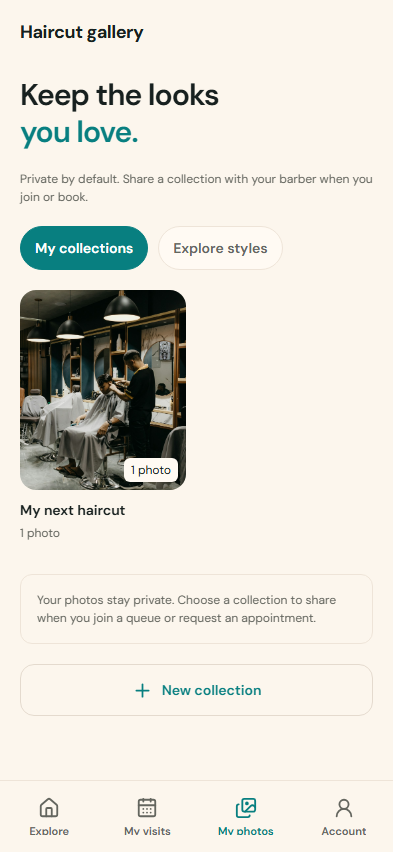 Haircut gallery
Keep the looks
you love.
Private by default. Share a collection with your barber when you
join or book.
My collections
Explore styles
1 photo
My next haircut
1 photo
Your photos stay private. Choose a collection to share
when you join a queue or request an appointment.
New collection
Explore
My visits
My photos
Account